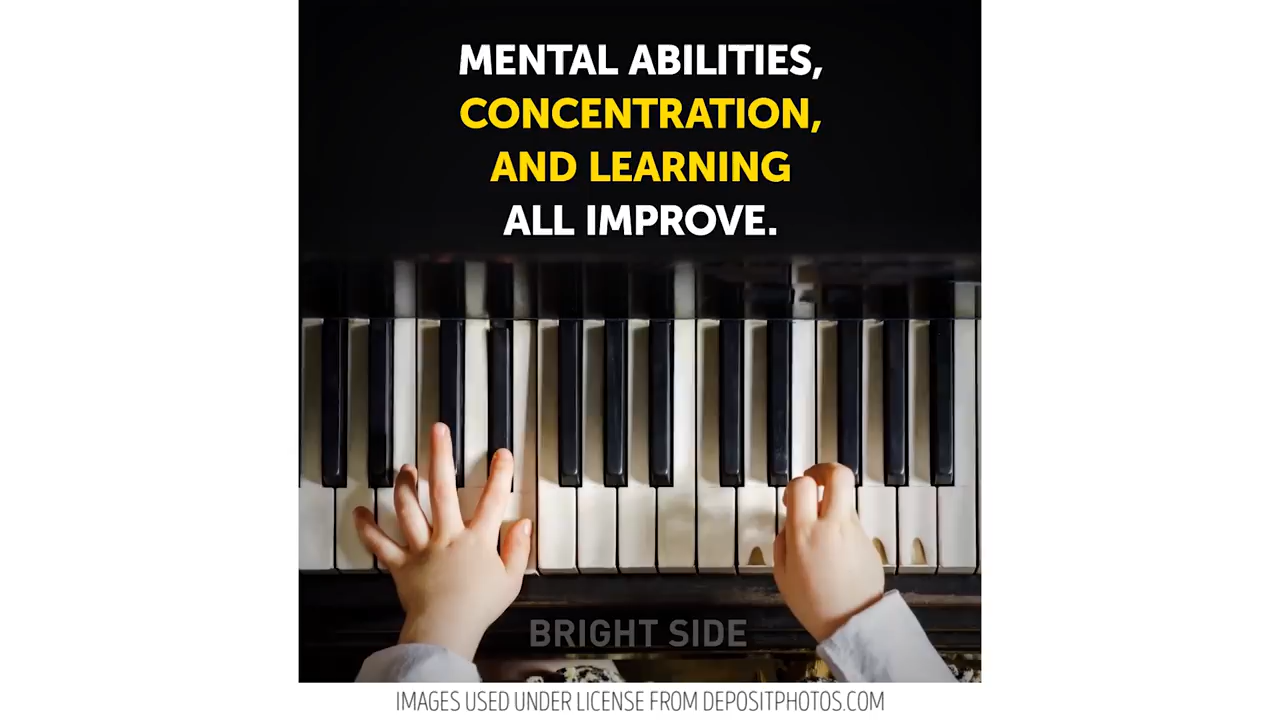 MENTAL ABILITIES,
CONCENTRATION,
AND LEARNING
ALL IMPROVE.
BRIGHT SIDE
IMAGES USED UNDER LICENSE FROM DEPOSITPHOTOS.COM